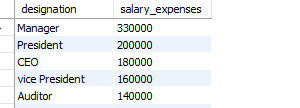 designation salary_expenses
Manager 330000
President 200000
CEO 180000
vice President 160000
Auditor 140000